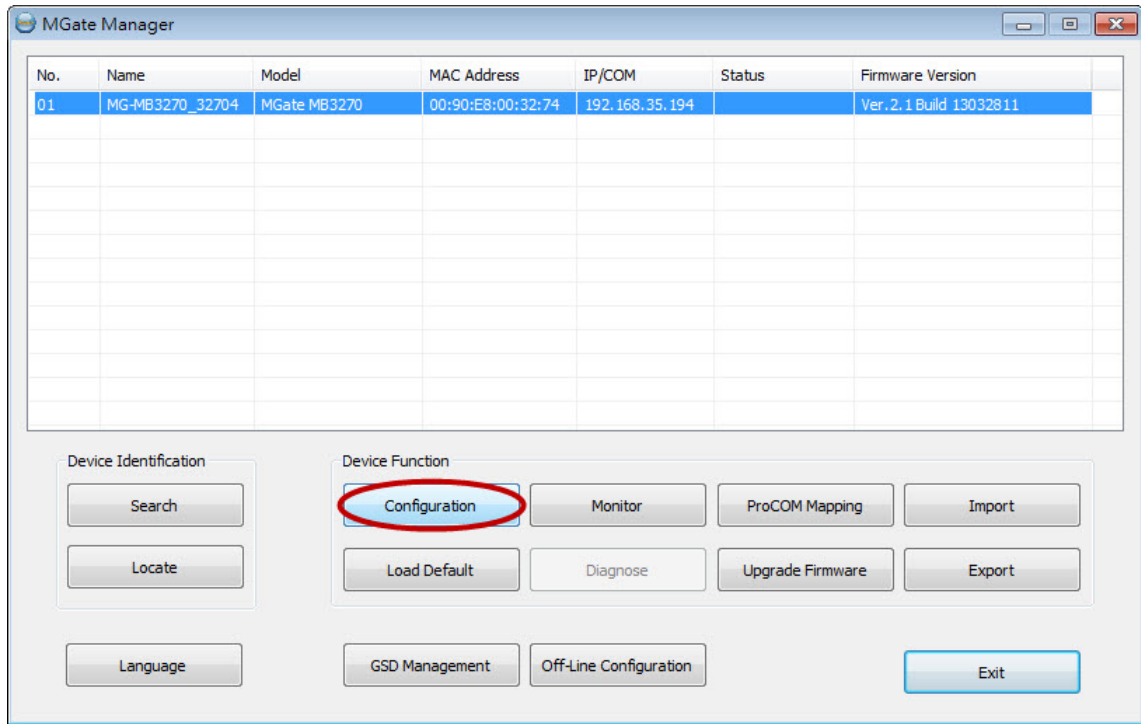 MGate Manager
No. Name Model MAC Address IP/COM Status Firmware Version
01 MG-MB3270_32704 MGate MB3270 00:90:E8:00:32:74 192.168.35.194 Ver.2.1 Build 13032811
Device Identification Device Function
Search Configuration Monitor ProCOM Mapping Import
Locate Load Default Diagnose Upgrade Firmware Export
Language GSD Management Off-Line Configuration Exit